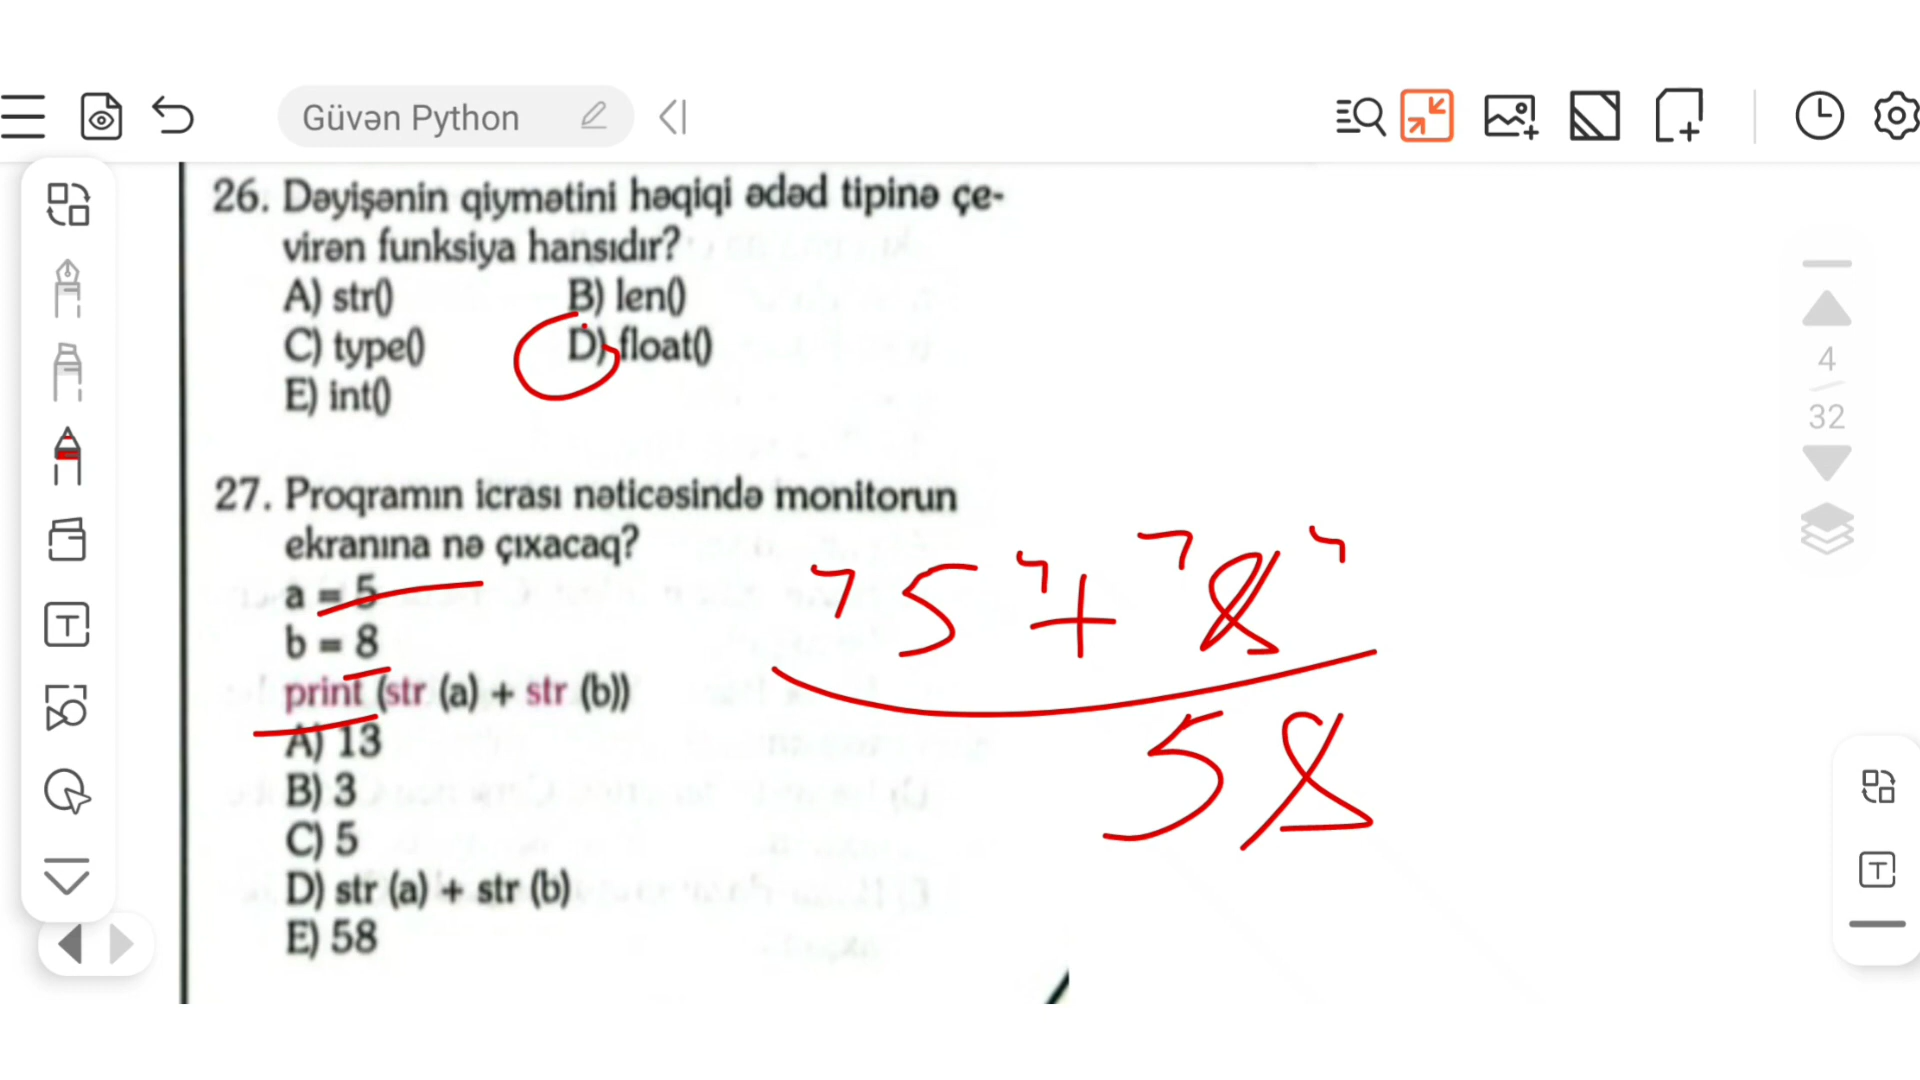 Güvən Python
26. Dəyişənin qiymətini həqiqi ədəd tipinə çe-
virən funksiya hansıdır?
A) str() B) len()
C) type() D) float()
E) int()
27. Proqramın icrası nəticəsində monitorun
ekranına nə çıxacaq?
a = 5
b = 8
print (str (a) + str (b))
A) 13
B) 3
C) 5
D) str (a) + str (b)
E) 58
"5" + "8"
58
4
32